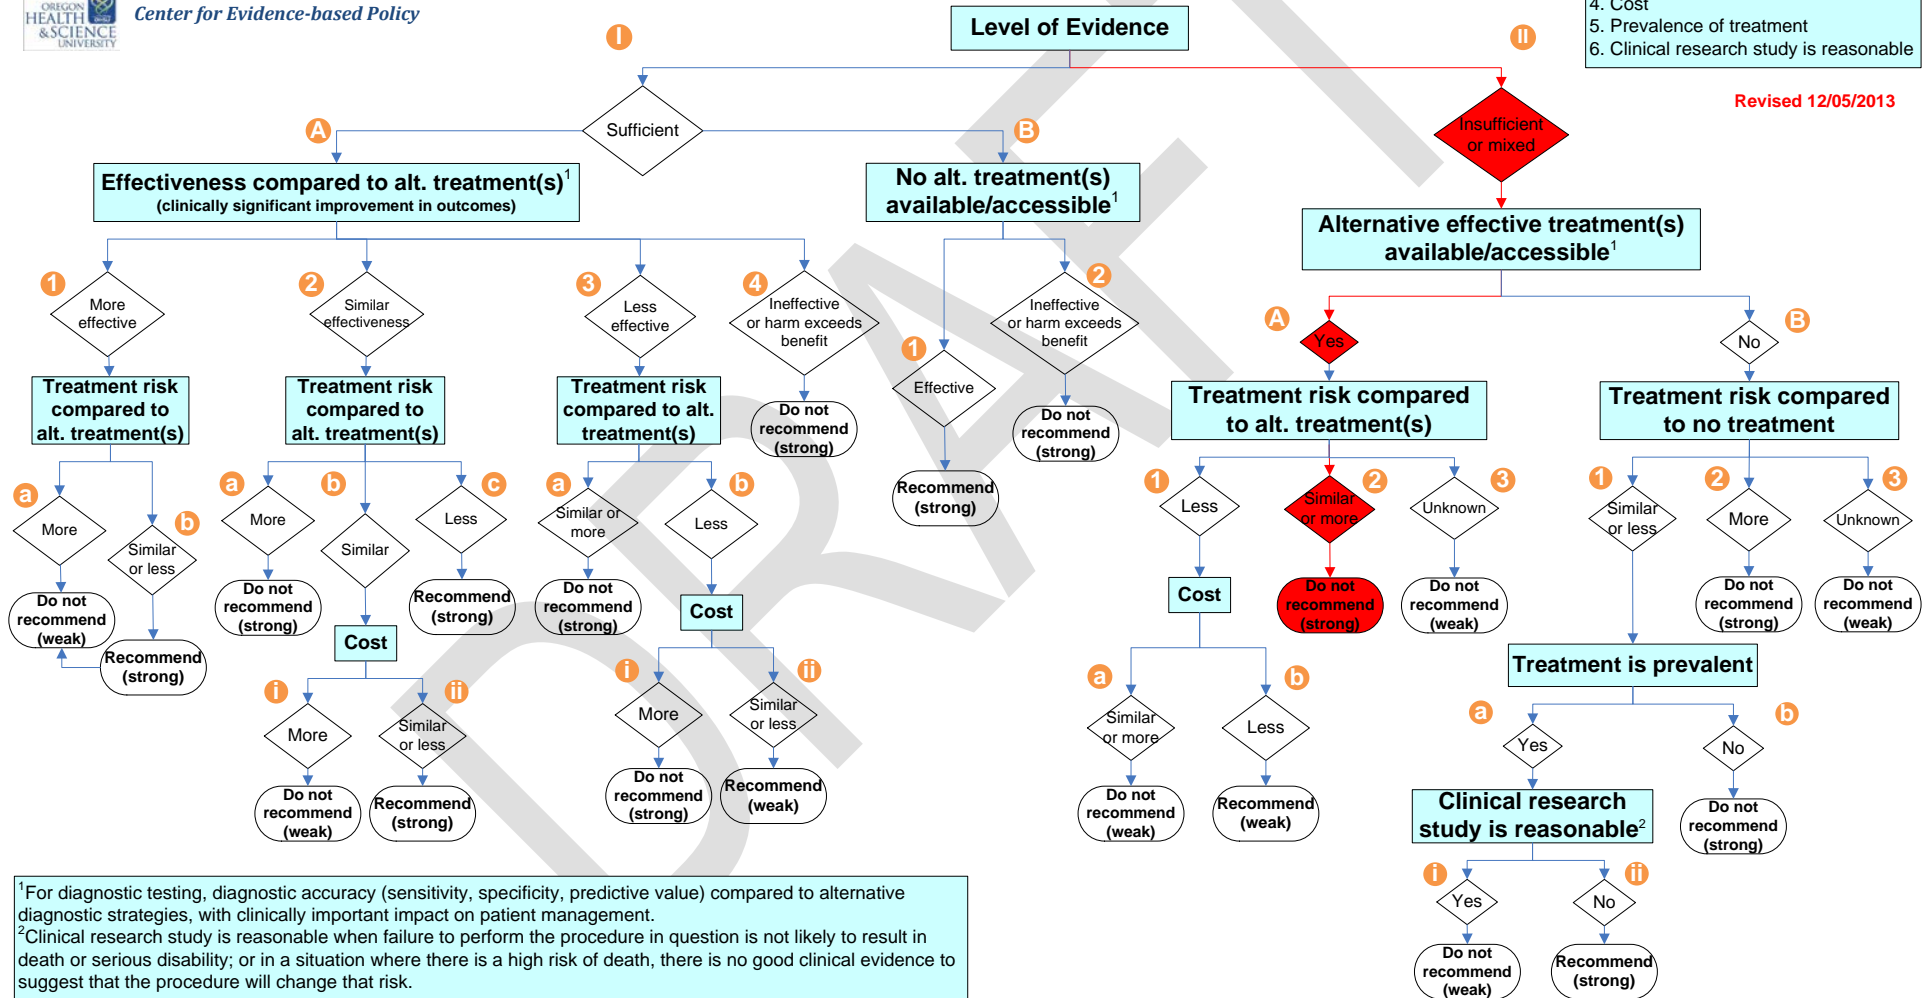 OREGON
HEALTH
& SCIENCE
UNIVERSITY
Center for Evidence-based Policy
4. Cost
5. Prevalence of treatment
6. Clinical research study is reasonable
Revised 12/05/2013
DRAFT
Level of Evidence
I
II
Sufficient
Insufficient
or mixed
A
B
Effectiveness compared to alt. treatment(s)1
(clinically significant improvement in outcomes)
No alt. treatment(s)
available/accessible1
Alternative effective treatment(s)
available/accessible1
1
More
effective
2
Similar
effectiveness
3
Less
effective
4
Ineffective
or harm exceeds
benefit
1
Effective
2
Ineffective
or harm exceeds
benefit
A
Yes
B
No
Treatment risk
compared to
alt. treatment(s)
Treatment risk
compared to
alt. treatment(s)
Treatment risk
compared to alt.
treatment(s)
Do not
recommend
(strong)
Recommend
(strong)
Do not
recommend
(strong)
Treatment risk compared
to alt. treatment(s)
Treatment risk compared
to no treatment
a
More
b
Similar
or less
a
More
b
Similar
c
Less
a
Similar or
more
b
Less
1
Less
2
Similar
or more
3
Unknown
1
Similar
or less
2
More
3
Unknown
Do not
recommend
(weak)
Recommend
(strong)
Do not
recommend
(strong)
Cost
Recommend
(strong)
Do not
recommend
(strong)
Cost
Cost
Do not
recommend
(strong)
Do not
recommend
(weak)
Treatment is prevalent
Do not
recommend
(strong)
Do not
recommend
(weak)
i
More
ii
Similar
or less
i
More
ii
Similar
or less
a
Similar
or more
b
Less
a
Yes
b
No
Do not
recommend
(weak)
Recommend
(strong)
Do not
recommend
(strong)
Recommend
(weak)
Do not
recommend
(weak)
Recommend
(weak)
Clinical research
study is reasonable2
Do not
recommend
(strong)
i
Yes
ii
No
Do not
recommend
(weak)
Recommend
(strong)
1For diagnostic testing, diagnostic accuracy (sensitivity, specificity, predictive value) compared to alternative
diagnostic strategies, with clinically important impact on patient management.
2Clinical research study is reasonable when failure to perform the procedure in question is not likely to result in
death or serious disability; or in a situation where there is a high risk of death, there is no good clinical evidence to
suggest that the procedure will change that risk.